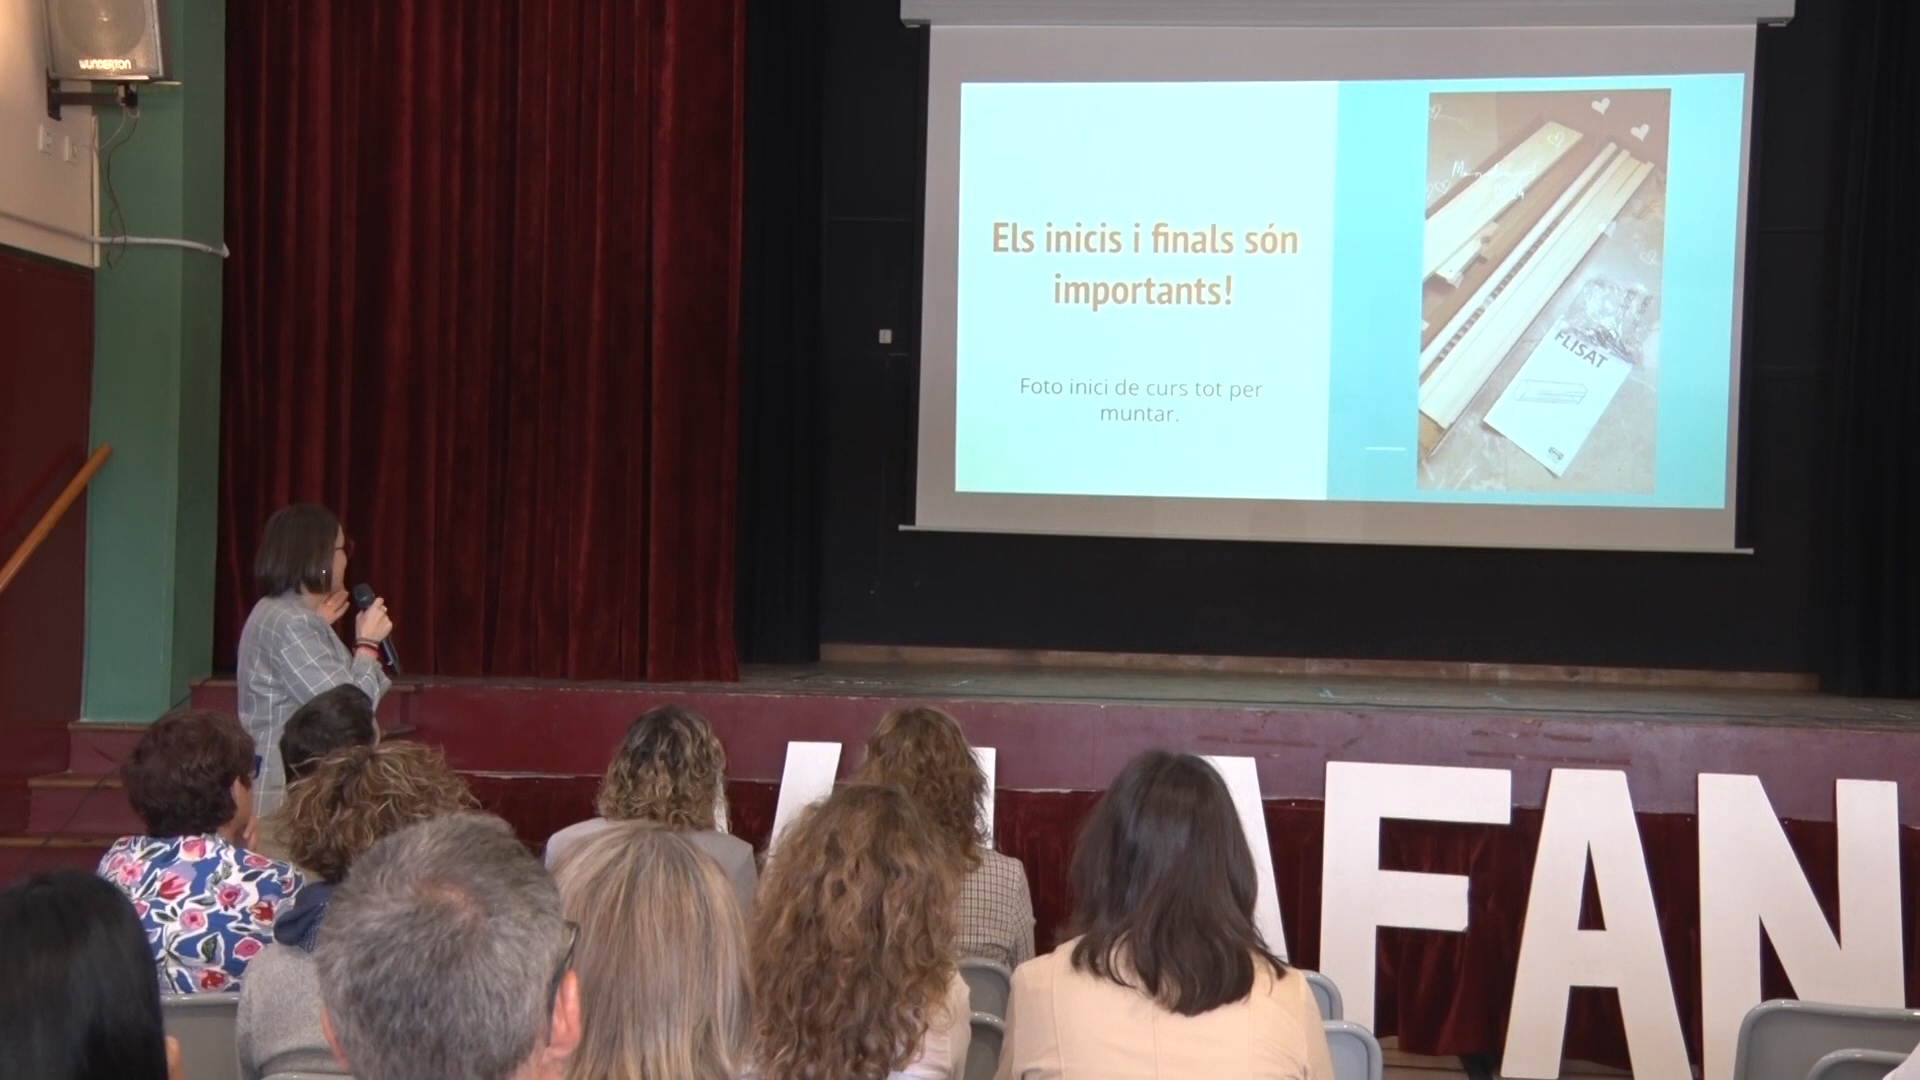 WUNDERTON
Els inicis i finals són
importants!
Foto inici de curs tot per
muntar.
FLISAT
AFAN